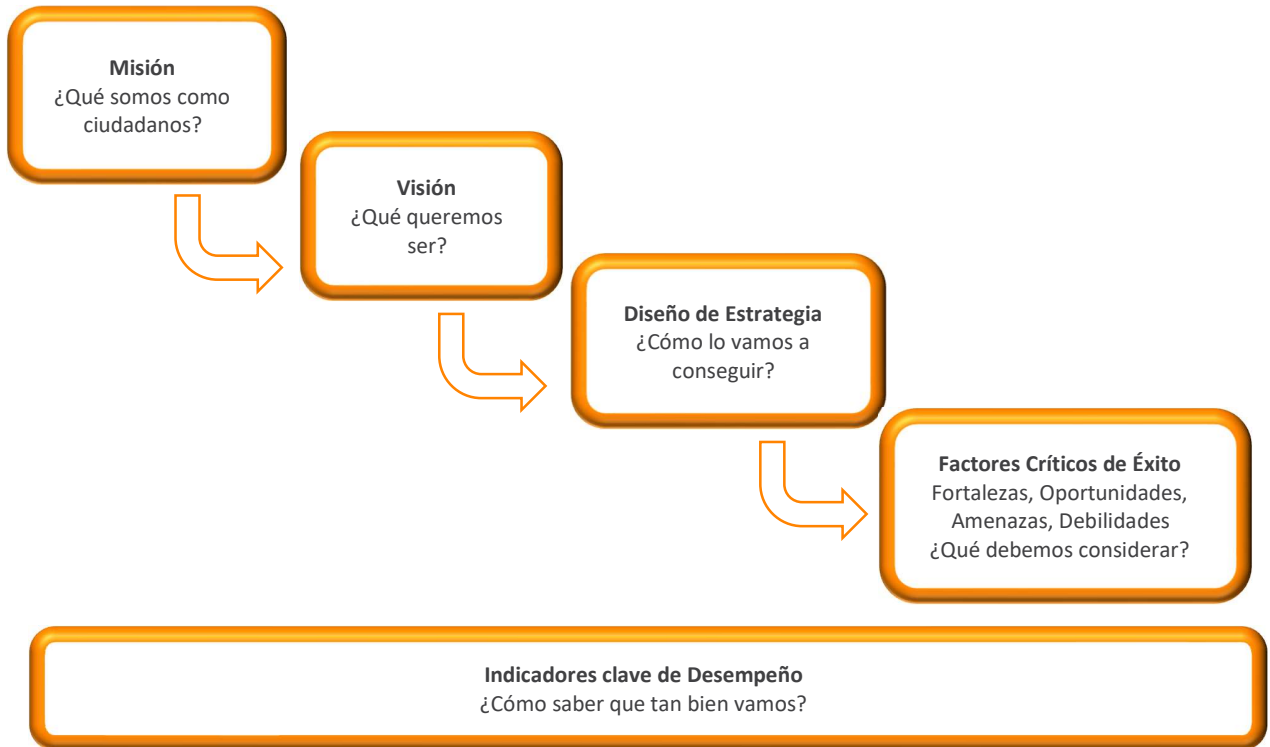 Misión
¿Qué somos como
ciudadanos?
Visión
¿Qué queremos
ser?
Diseño de Estrategia
¿Cómo lo vamos a
conseguir?
Factores Críticos de Éxito
Fortalezas, Oportunidades,
Amenazas, Debilidades
¿Qué debemos considerar?
Indicadores clave de Desempeño
¿Cómo saber que tan bien vamos?